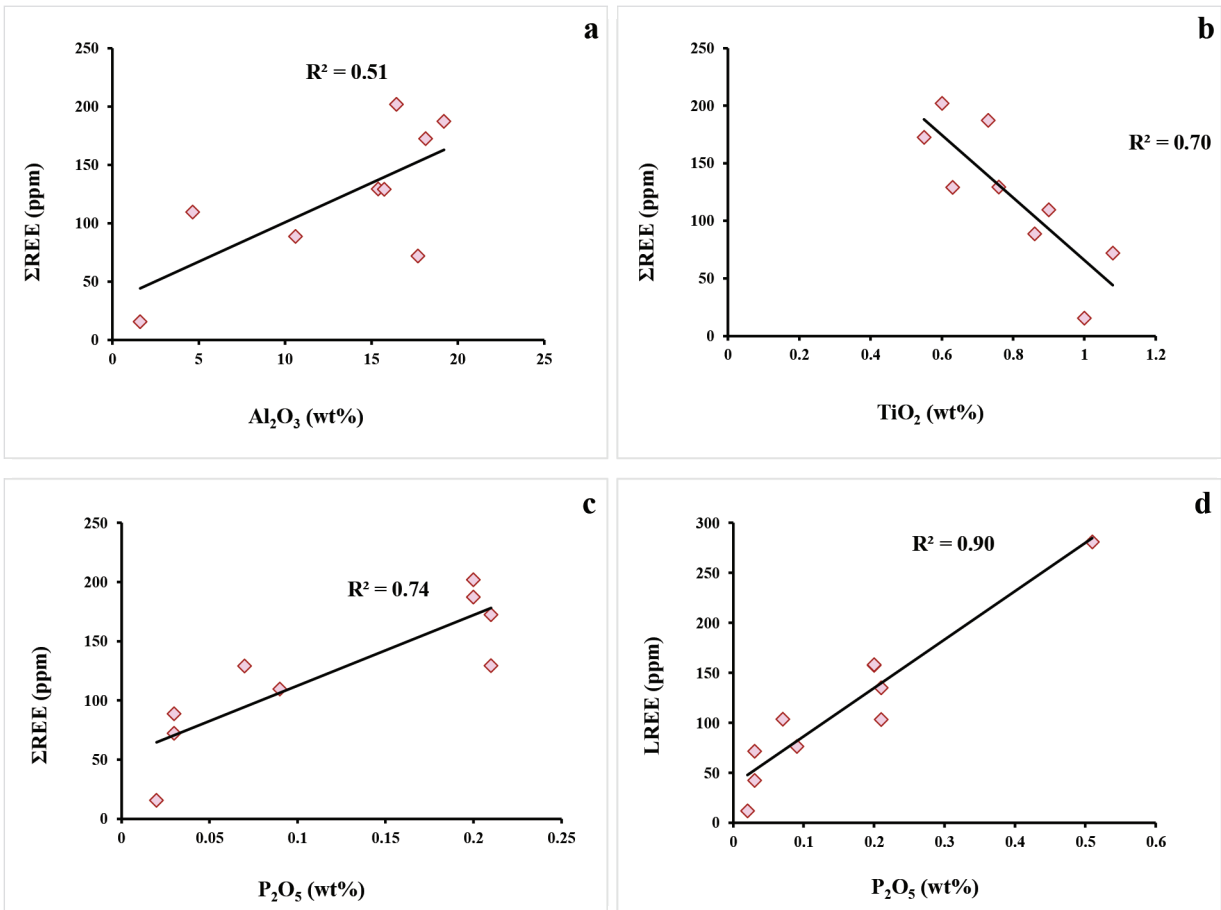 a
R² = 0.51
ΣREE (ppm)
250
200
150
100
50
0
0 5 10 15 20 25
Al₂O₃ (wt%)
b
R² = 0.70
ΣREE (ppm)
250
200
150
100
50
0
0 0.2 0.4 0.6 0.8 1 1.2
TiO₂ (wt%)
c
R² = 0.74
ΣREE (ppm)
250
200
150
100
50
0
0 0.05 0.1 0.15 0.2 0.25
P₂O₅ (wt%)
d
R² = 0.90
LREE (ppm)
300
250
200
150
100
50
0
0 0.1 0.2 0.3 0.4 0.5 0.6
P₂O₅ (wt%)